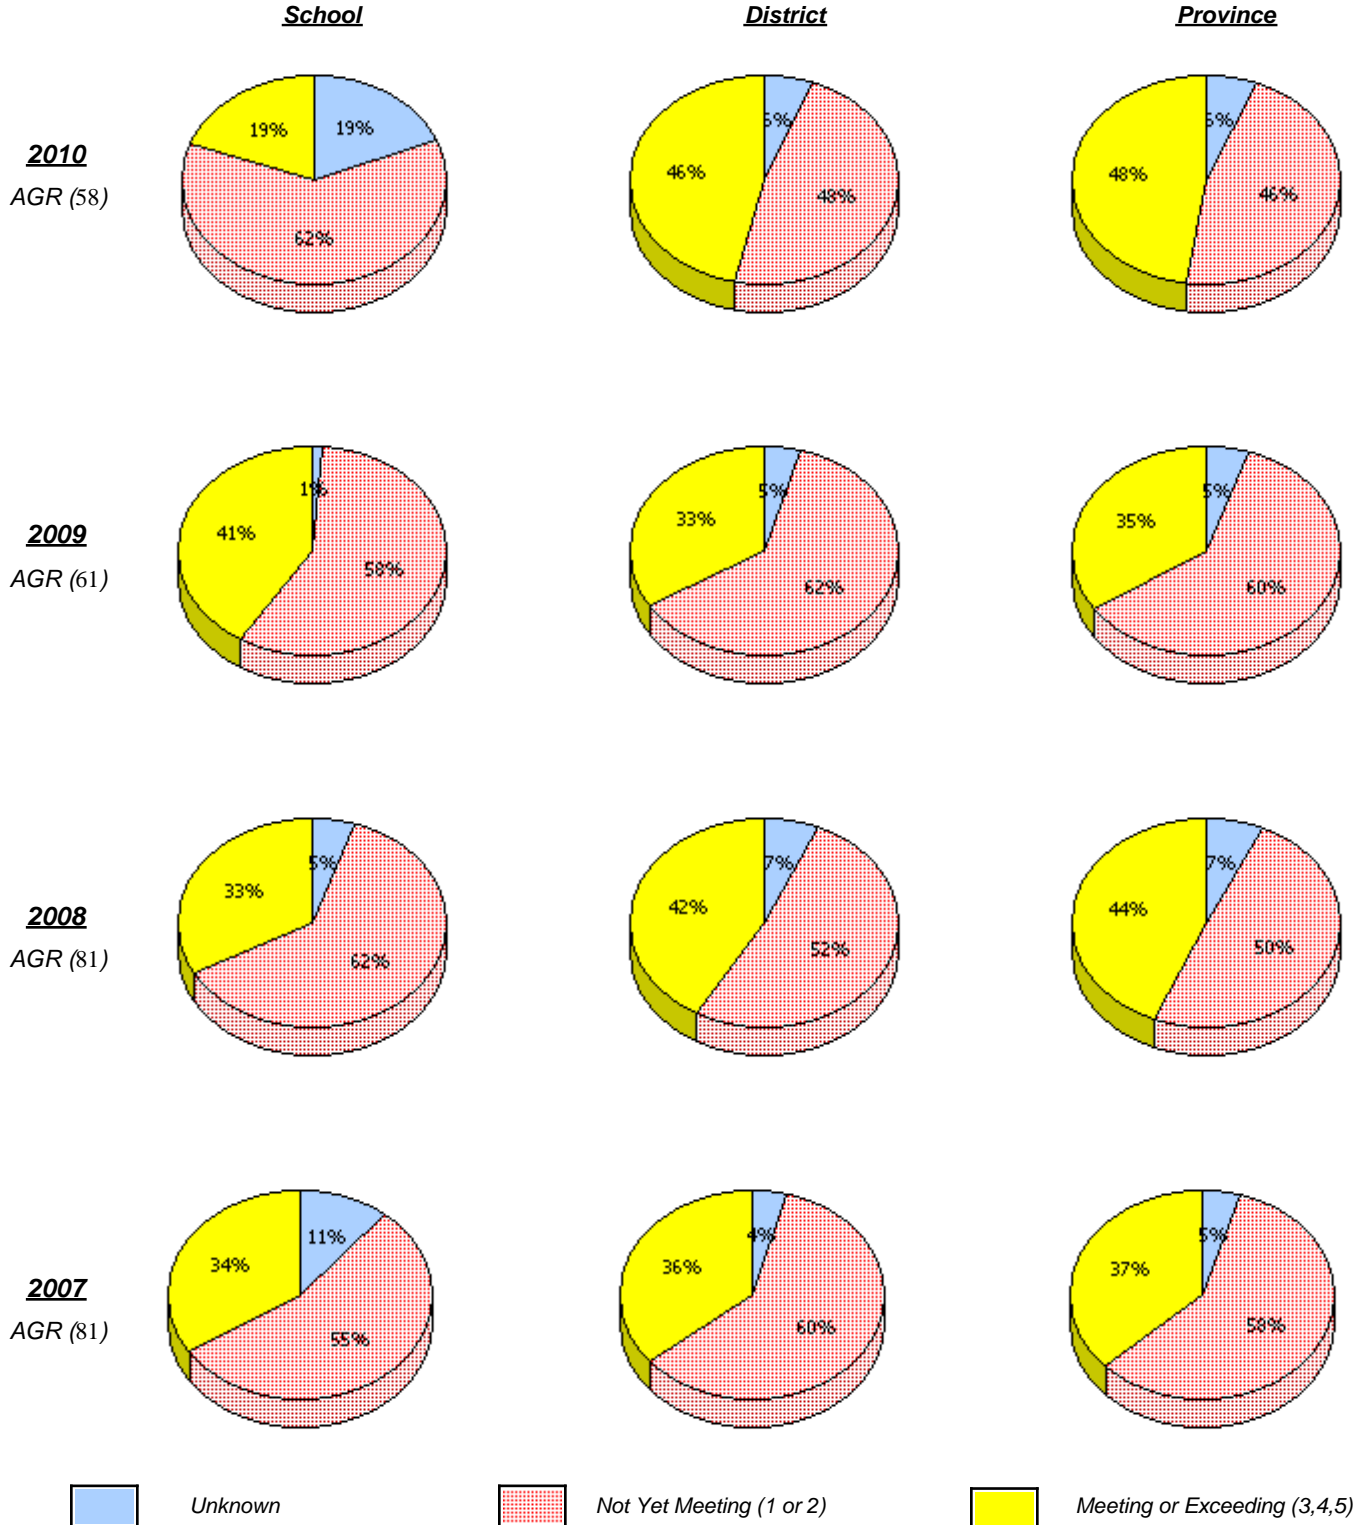 School District Province
2010
AGR (58)
19% 19% 62%
46% 6% 48%
48% 6% 46%
2009
AGR (61)
41% 1% 58%
33% 5% 62%
35% 5% 60%
2008
AGR (81)
33% 5% 62%
42% 7% 52%
44% 7% 50%
2007
AGR (81)
34% 11% 55%
36% 4% 60%
37% 5% 58%
Unknown Not Yet Meeting (1 or 2) Meeting or Exceeding (3,4,5)